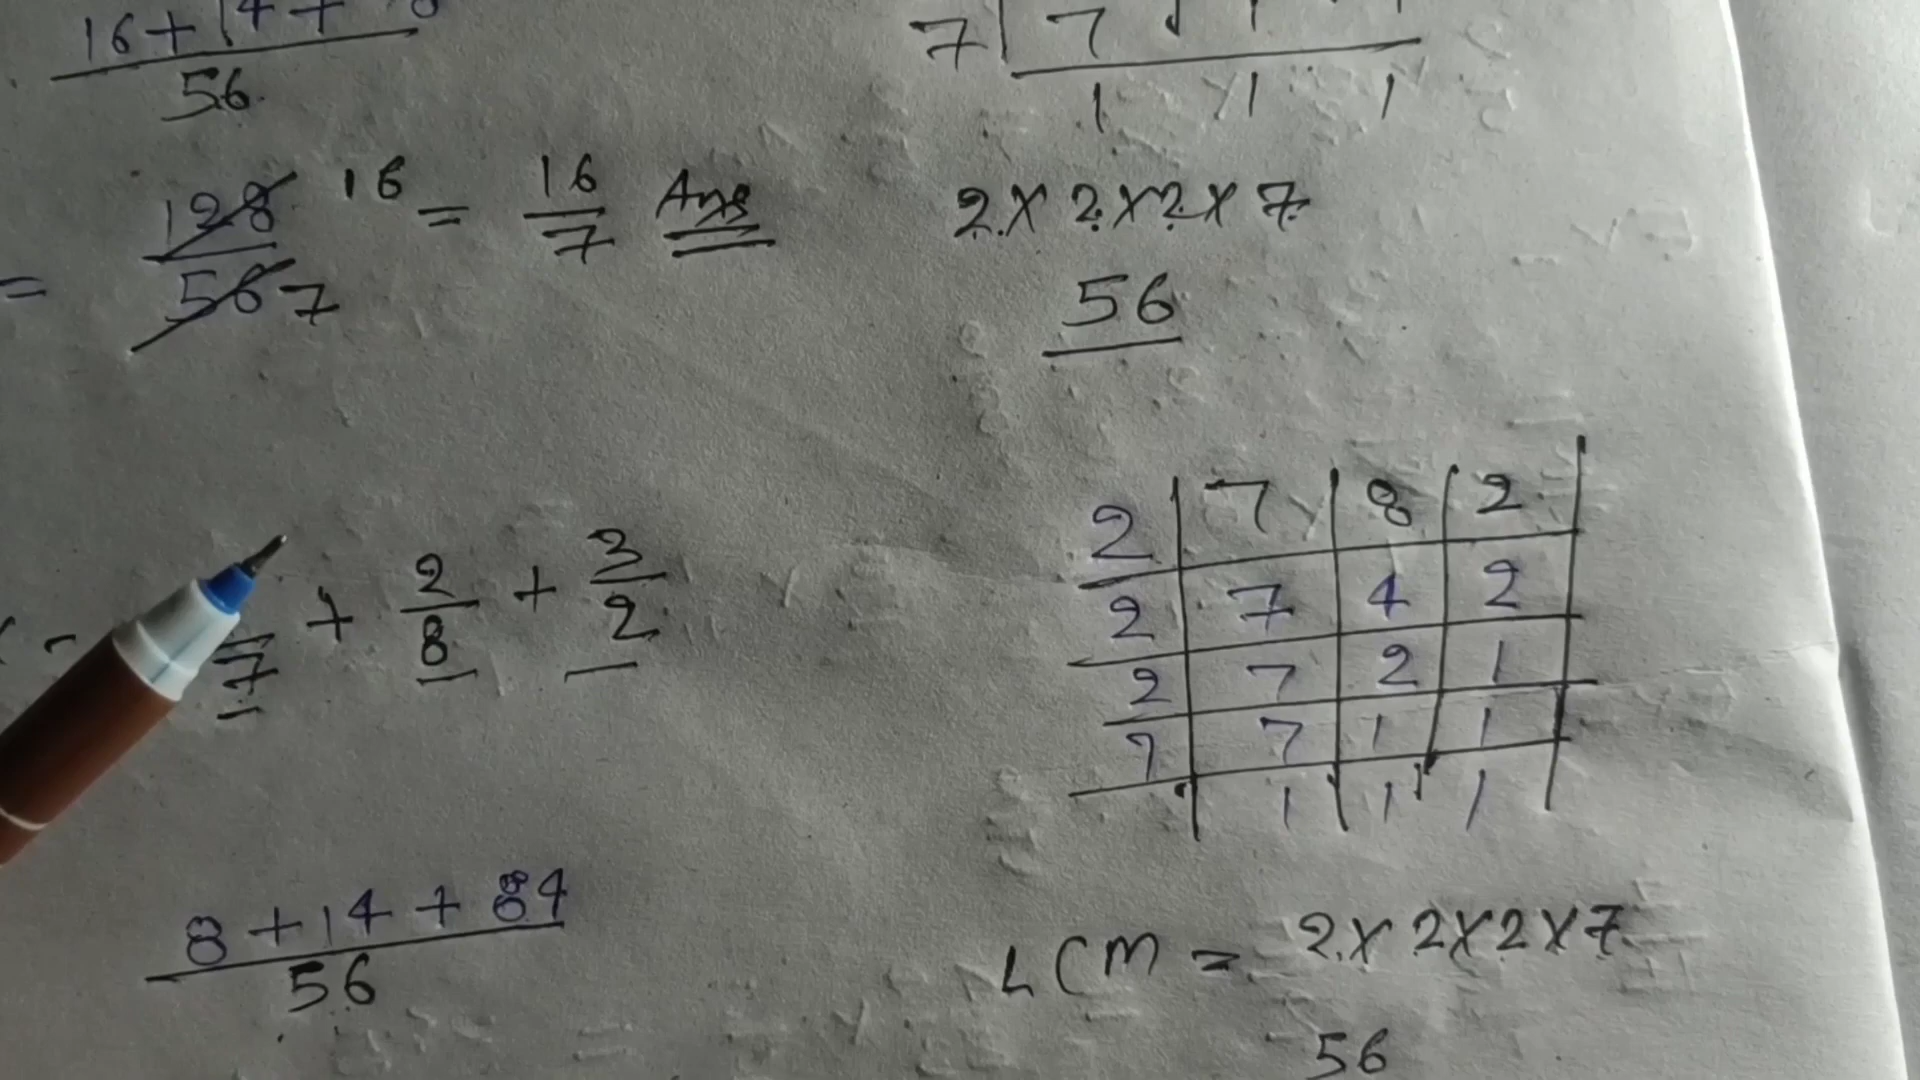 16+14+
56
7 7 1 1
1 1 1
= 128/56 16 7 = 16/7 Ans
2×2×2×7
56
7 + 2/8 + 3/2
2 7 8 2
2 7 4 2
2 7 2 1
7 7 1 1
1 1 1
8+14+84
56
LCM = 2×2×2×7
56